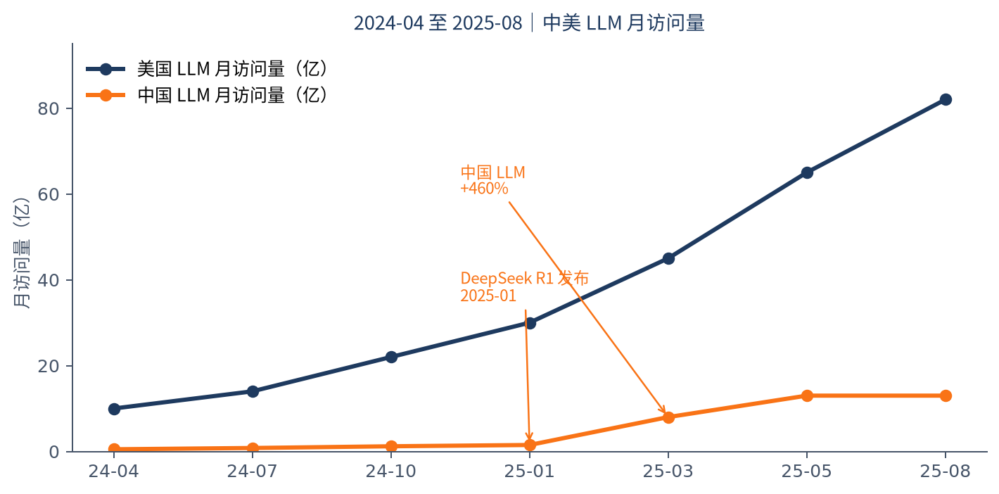 2024-04 至 2025-08｜中美 LLM 月访问量
美国 LLM 月访问量（亿）
中国 LLM 月访问量（亿）
月访问量（亿）
80
60
40
20
0
中国 LLM
+460%
DeepSeek R1 发布
2025-01
24-04
24-07
24-10
25-01
25-03
25-05
25-08